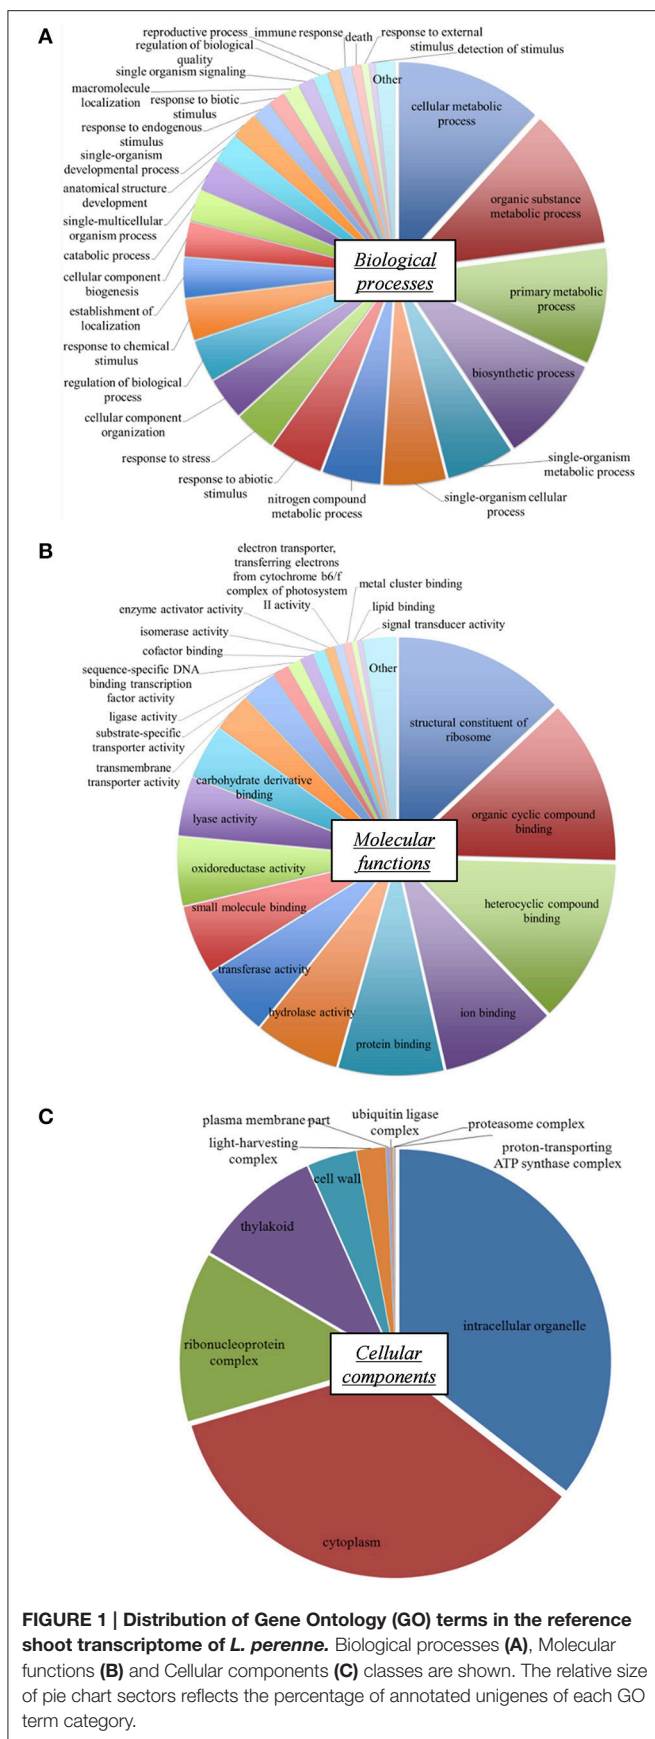 A
reproductive process
immune response
death
response to external
stimulus
regulation of biological
quality
detection of stimulus
single organism signaling
Other
macromolecule
localization
response to biotic
stimulus
cellular metabolic
process
response to endogenous
stimulus
single-organism
developmental process
organic substance
metabolic process
anatomical structure
development
single-multicellular
organism process
catabolic process
Biological
processes
cellular component
biogenesis
primary metabolic
process
establishment of
localization
response to chemical
stimulus
biosynthetic process
regulation of biological
process
cellular component
organization
response to stress
single-organism
metabolic process
response to abiotic
stimulus
nitrogen compound
metabolic process
single-organism cellular
process
B
electron transporter,
transferring electrons
from cytochrome b6/f
complex of photosystem
II activity
metal cluster binding
enzyme activator activity
lipid binding
isomerase activity
signal transducer activity
cofactor binding
sequence-specific DNA
binding transcription
factor activity
Other
ligase activity
structural constituent of
ribosome
substrate-specific
transporter activity
transmembrane
transporter activity
carbohydrate derivative
binding
lyase activity
organic cyclic compound
binding
Molecular
functions
oxidoreductase activity
small molecule binding
heterocyclic compound
binding
transferase activity
hydrolase activity
ion binding
protein binding
C
plasma membrane part
ubiquitin ligase
complex
proteasome complex
light-harvesting
complex
proton-transporting
ATP synthase complex
cell wall
thylakoid
intracellular organelle
ribonucleoprotein
complex
Cellular
components
cytoplasm
FIGURE 1 | Distribution of Gene Ontology (GO) terms in the reference
shoot transcriptome of L. perenne. Biological processes (A), Molecular
functions (B) and Cellular components (C) classes are shown. The relative size
of pie chart sectors reflects the percentage of annotated unigenes of each GO
term category.